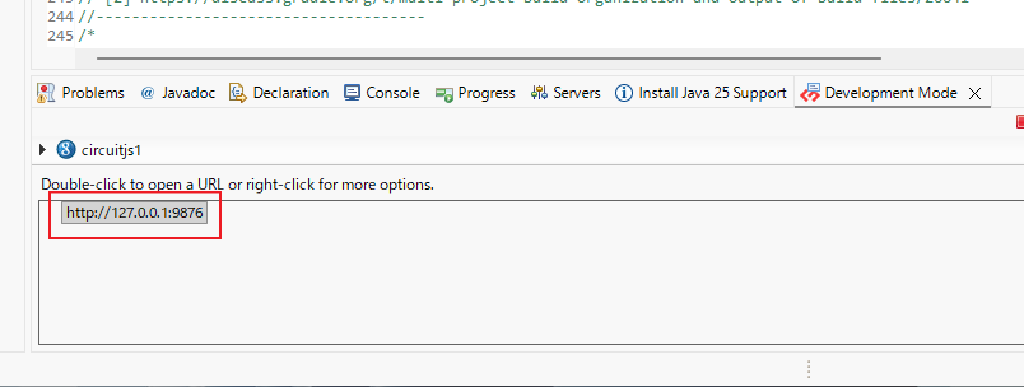 244 //-----------------------------------
245 /*
Problems @ Javadoc Declaration Console Progress Servers Install Java 25 Support Development Mode
circuitjs1
Double-click to open a URL or right-click for more options.
http://127.0.0.1:9876